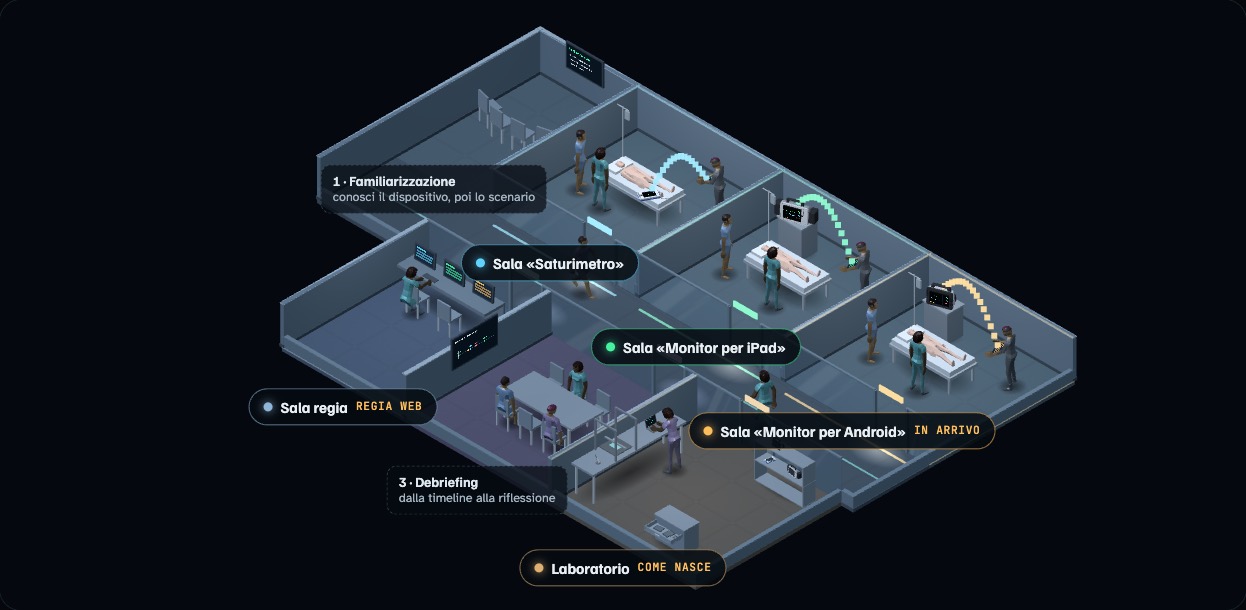 1 · Familiarizzazione
conosci il dispositivo, poi lo scenario
Sala «Saturimetro»
Sala «Monitor per iPad»
Sala regia REGIA WEB
Sala «Monitor per Android» IN ARRIVO
3 · Debriefing
dalla timeline alla riflessione
Laboratorio COME NASCE